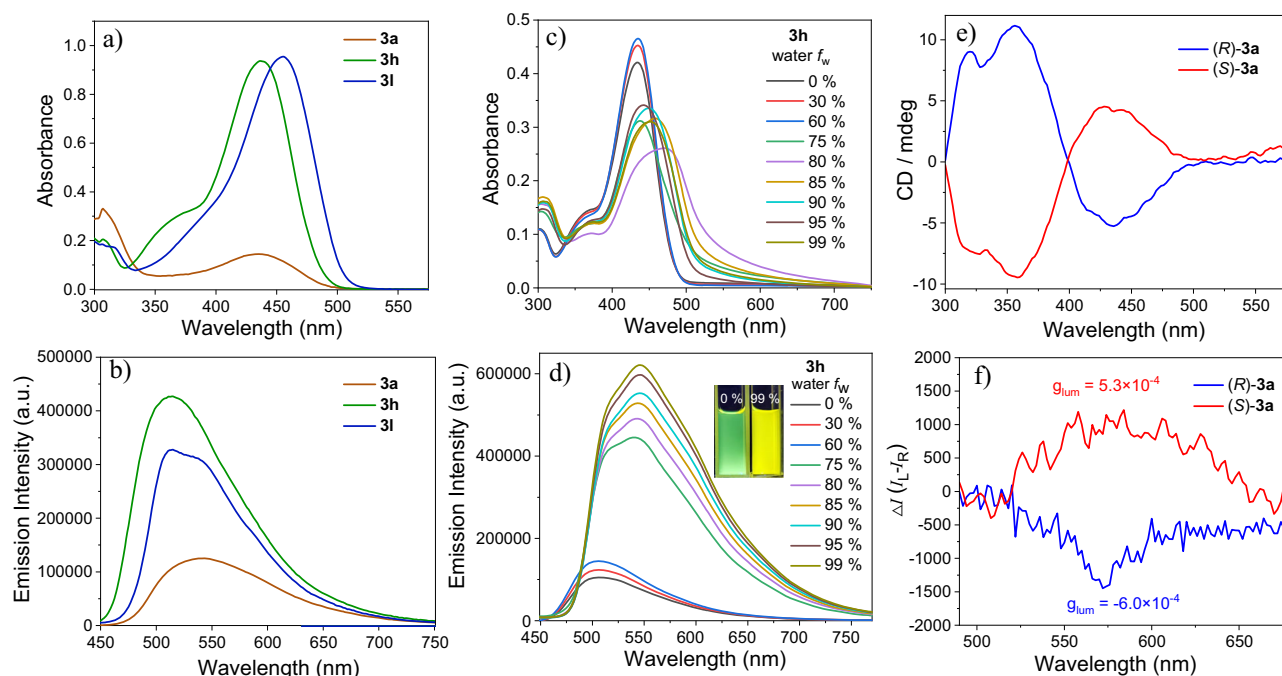 a)
3a
3h
3l
1.0
0.8
0.6
0.4
0.2
0.0
Absorbance
300 350 400 450 500 550
Wavelength (nm)
c)
3h
water fw
0 %
30 %
60 %
75 %
80 %
85 %
90 %
95 %
99 %
0.5
0.4
0.3
0.2
0.1
0.0
Absorbance
300 400 500 600 700
Wavelength (nm)
e)
(R)-3a
(S)-3a
10
5
0
-5
-10
CD / mdeg
300 350 400 450 500 550
Wavelength (nm)
b)
3a
3h
3l
500000
400000
300000
200000
100000
0
Emission Intensity (a.u.)
450 500 550 600 650 700 750
Wavelength (nm)
d)
3h
water fw
0 %
30 %
60 %
75 %
80 %
85 %
90 %
95 %
99 %
0 % 99 %
600000
400000
200000
0
Emission Intensity (a.u.)
450 500 550 600 650 700 750
Wavelength (nm)
f)
(R)-3a
(S)-3a
glum = 5.3×10-4
glum = -6.0×10-4
2000
1500
1000
500
0
-500
-1000
-1500
-2000
△I (IL-IR)
500 550 600 650
Wavelength (nm)